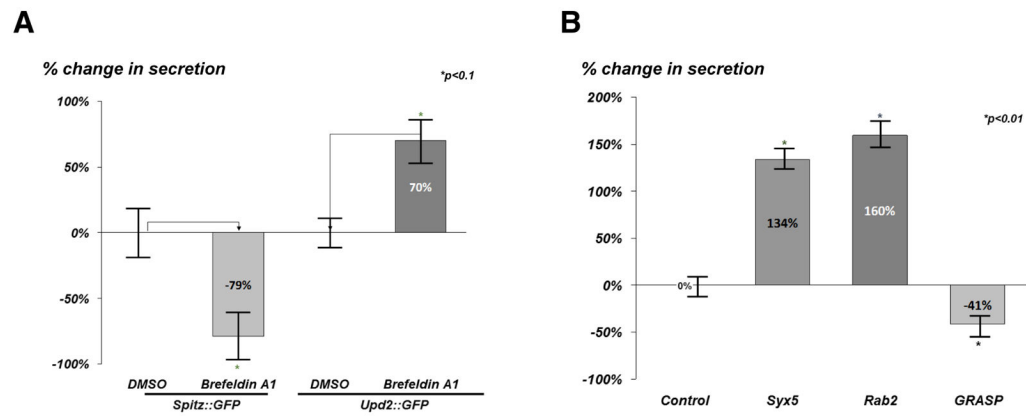 A
% change in secretion
*p<0.1
100%
50%
0%
-50%
-100%
*
70%
-79%
*
DMSO
Brefeldin A1
DMSO
Brefeldin A1
Spitz::GFP
Upd2::GFP
B
% change in secretion
*p<0.01
200%
150%
100%
50%
0%
-50%
-100%
0%
*
134%
*
160%
-41%
*
Control
Syx5
Rab2
GRASP